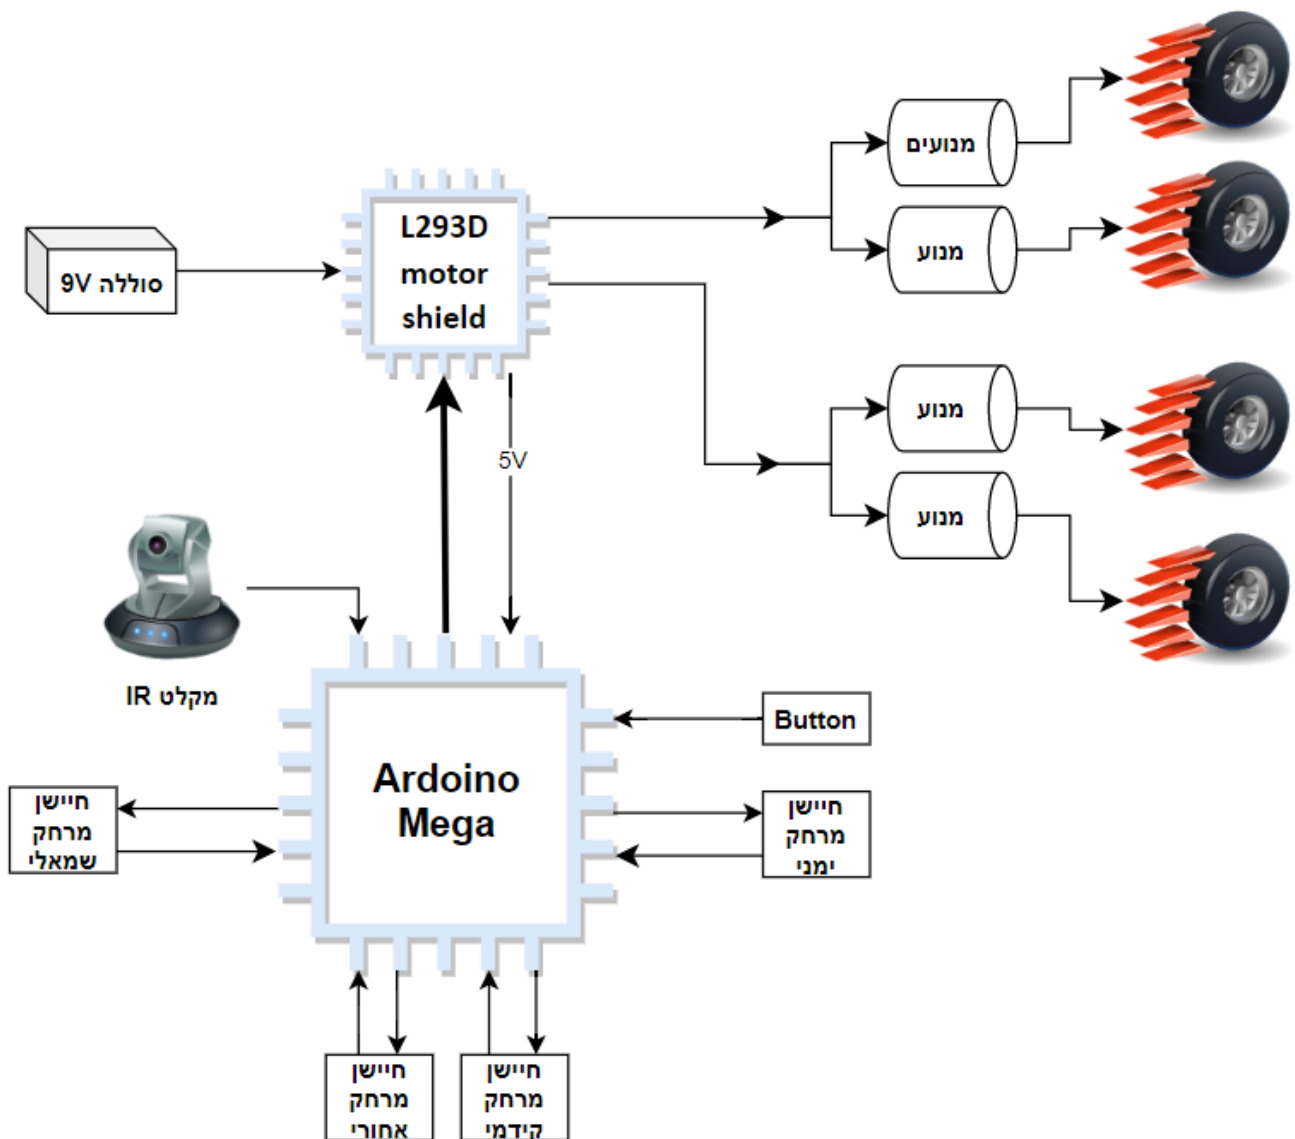 מנועים
מנוע
L293D
motor
shield
סוללה 9V
מנוע
מנוע
5V
מקלט IR
Button
Ardoino
Mega
חיישן
מרחק
שמאלי
חיישן
מרחק
ימני
חיישן
מרחק
אחורי
חיישן
מרחק
קידמי